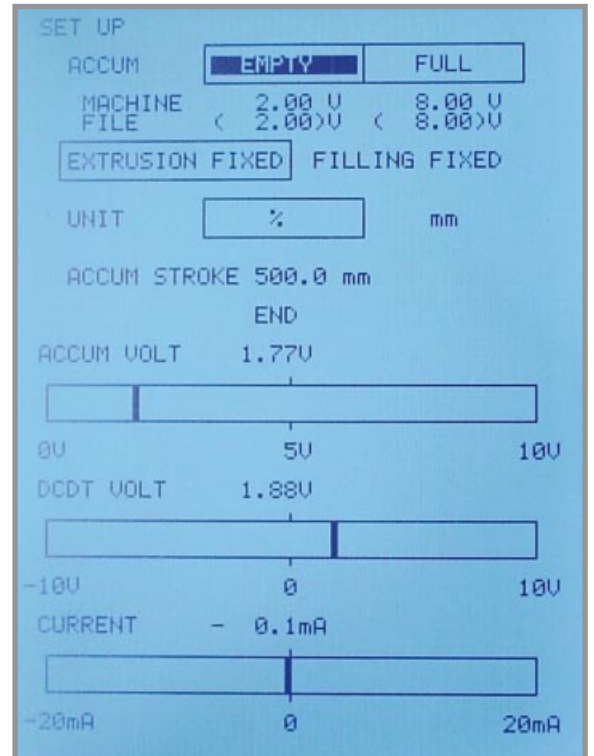 SET UP
ACCUM EMPTY FULL
MACHINE 2.00 V 8.00 V
FILE ( 2.00)V ( 8.00)V
EXTRUSION FIXED FILLING FIXED
UNIT % mm
ACCUM STROKE 500.0 mm
END
ACCUM VOLT 1.77V
0V 5V 10V
DCDT VOLT 1.88V
-10V 0 10V
CURRENT - 0.1mA
-20mA 0 20mA